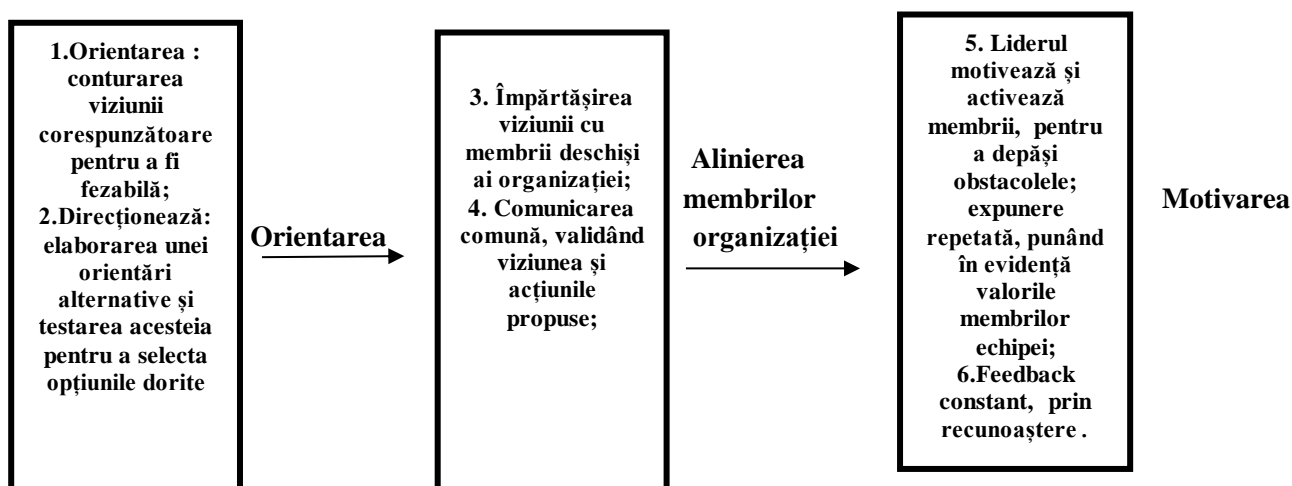 1.Orientarea :
conturarea
viziunii
corespunzătoare
pentru a fi
fezabilă;
2.Direcționează:
elaborarea unei
orientări
alternative și
testarea acesteia
pentru a selecta
opțiunile dorite
Orientarea
3. Împărtășirea
viziunii cu
membrii deschiși
ai organizației;
4. Comunicarea
comună, validând
viziunea și
acțiunile
propuse;
Alinierea
membrilor
organizației
5. Liderul
motivează și
activează
membrii, pentru
a depăși
obstacolele;
expunere
repetată, punând
în evidență
valorile
membrilor
echipei;
6.Feedback
constant, prin
recunoaștere .
Motivarea